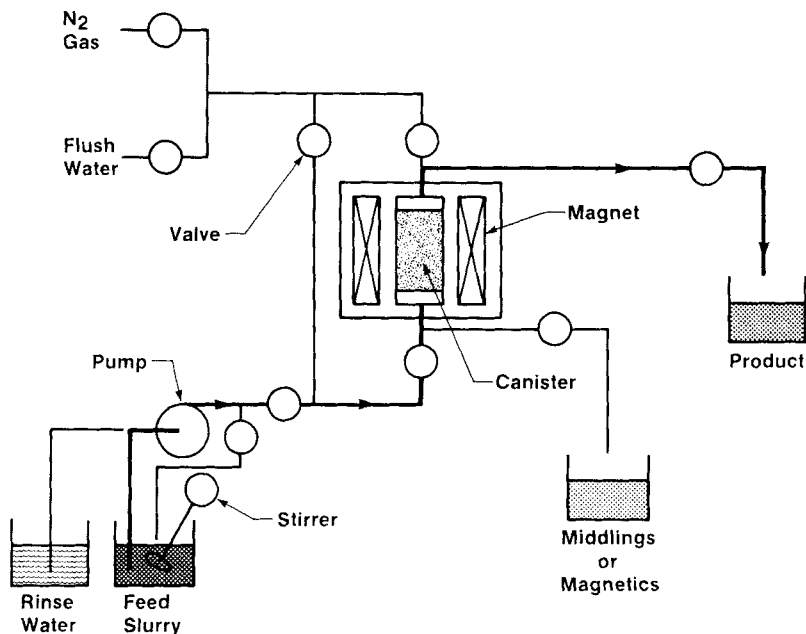 N2
Gas
Flush
Water
Valve
Magnet
Product
Pump
Canister
Stirrer
Middlings
or
Magnetics
Rinse
Water
Feed
Slurry